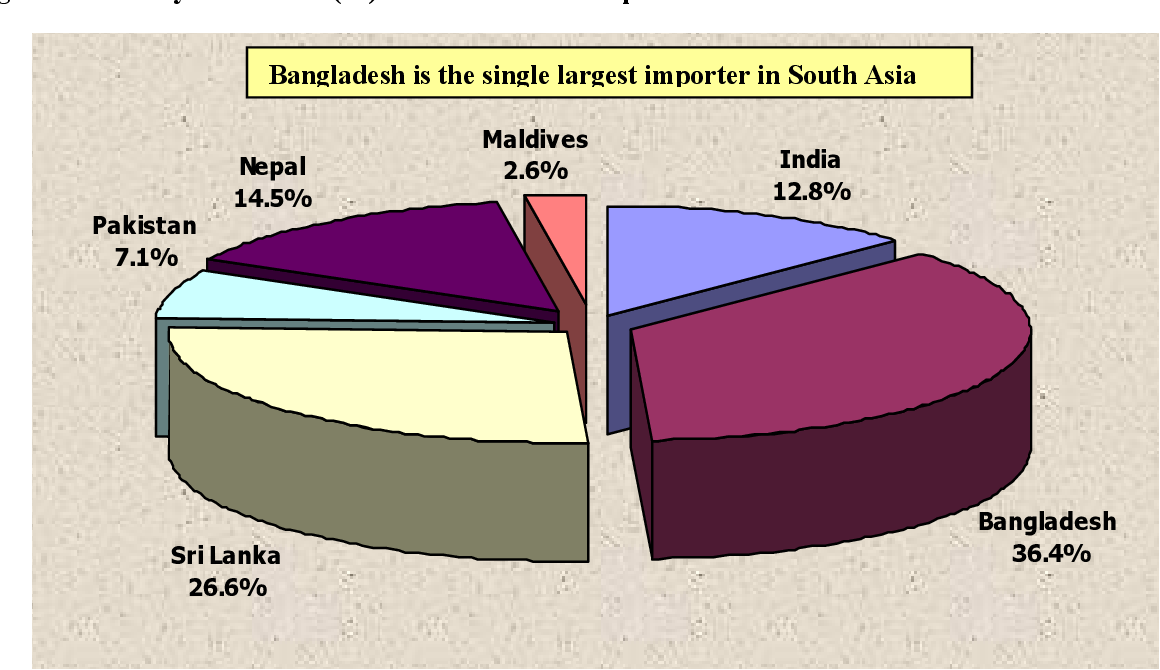 Bangladesh is the single largest importer in South Asia
Maldives
2.6%
India
12.8%
Nepal
14.5%
Pakistan
7.1%
Bangladesh
36.4%
Sri Lanka
26.6%